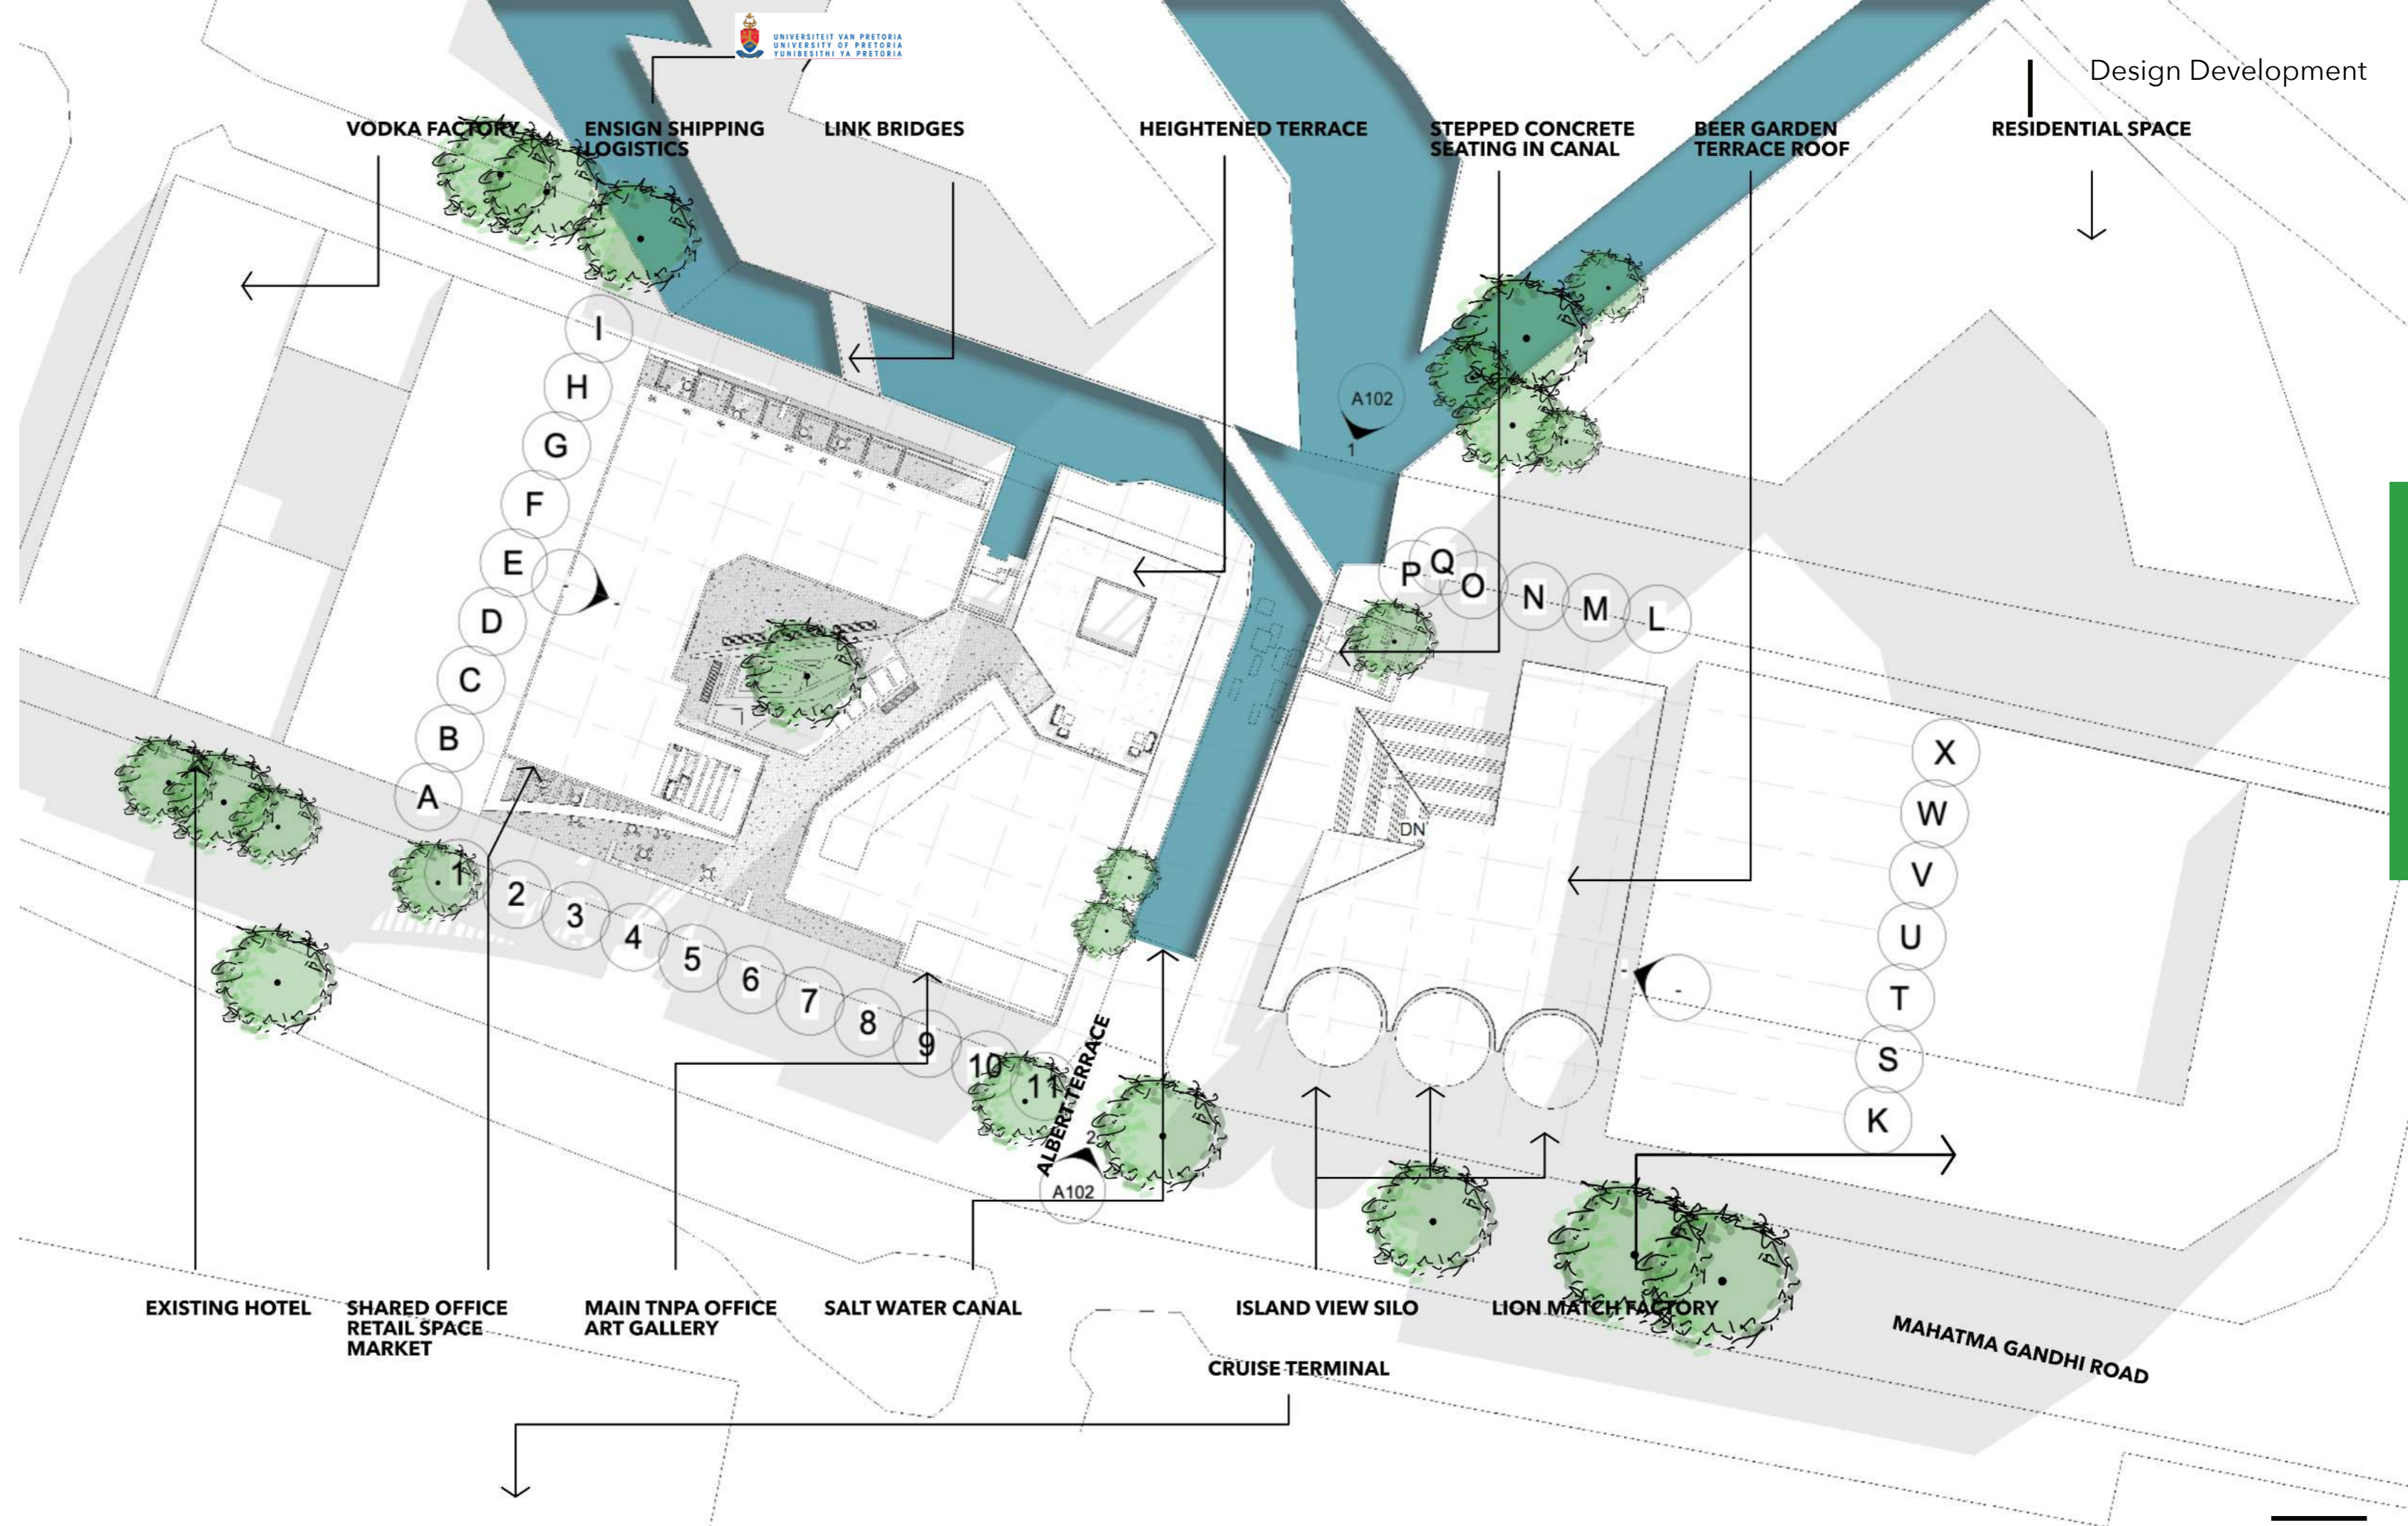 UNIVERSITEIT VAN PRETORIA
UNIVERSITY OF PRETORIA
YUNIBESITHI YA PRETORIA
Design Development
VODKA FACTORY
ENSIGN SHIPPING
LOGISTICS
LINK BRIDGES
HEIGHTENED TERRACE
STEPPED CONCRETE
SEATING IN CANAL
BEER GARDEN
TERRACE ROOF
RESIDENTIAL SPACE
I
H
G
F
E
D
C
B
A
-
-
A102
1
P
Q
O
N
M
L
X
W
V
U
T
S
K
DN
-
-
1
2
3
4
5
6
7
8
9
10
11
ALBERT TERRACE
2
A102
EXISTING HOTEL
SHARED OFFICE
RETAIL SPACE
MARKET
MAIN TNPA OFFICE
ART GALLERY
SALT WATER CANAL
ISLAND VIEW SILO
LION MATCH FACTORY
CRUISE TERMINAL
MAHATMA GANDHI ROAD